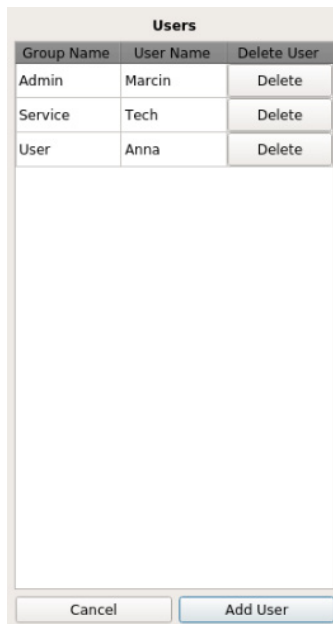 Users
Group Name User Name Delete User
Admin Marcin Delete
Service Tech Delete
User Anna Delete
Cancel Add User